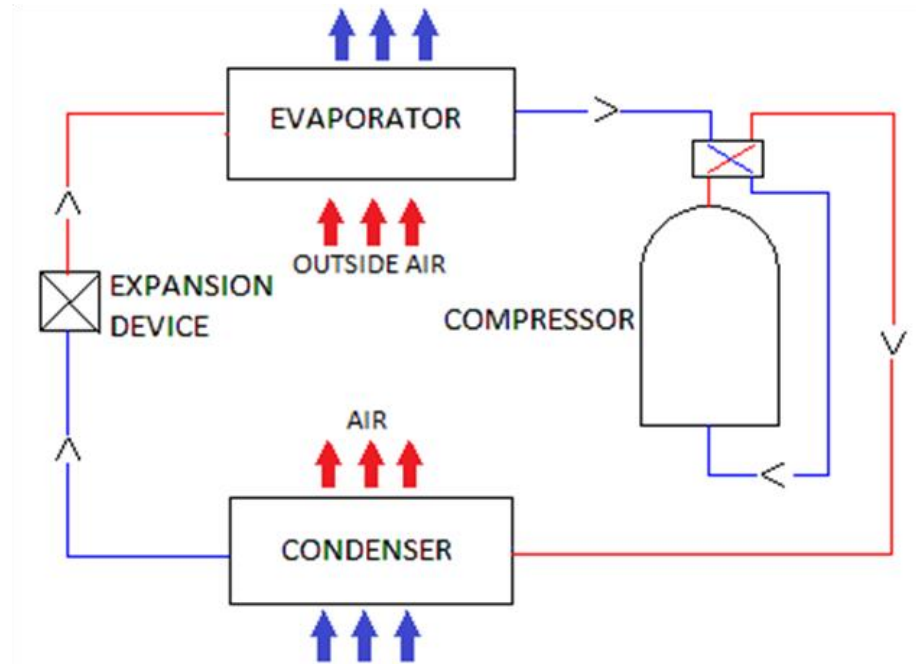 EVAPORATOR
OUTSIDE AIR
EXPANSION
DEVICE
COMPRESSOR
AIR
CONDENSER